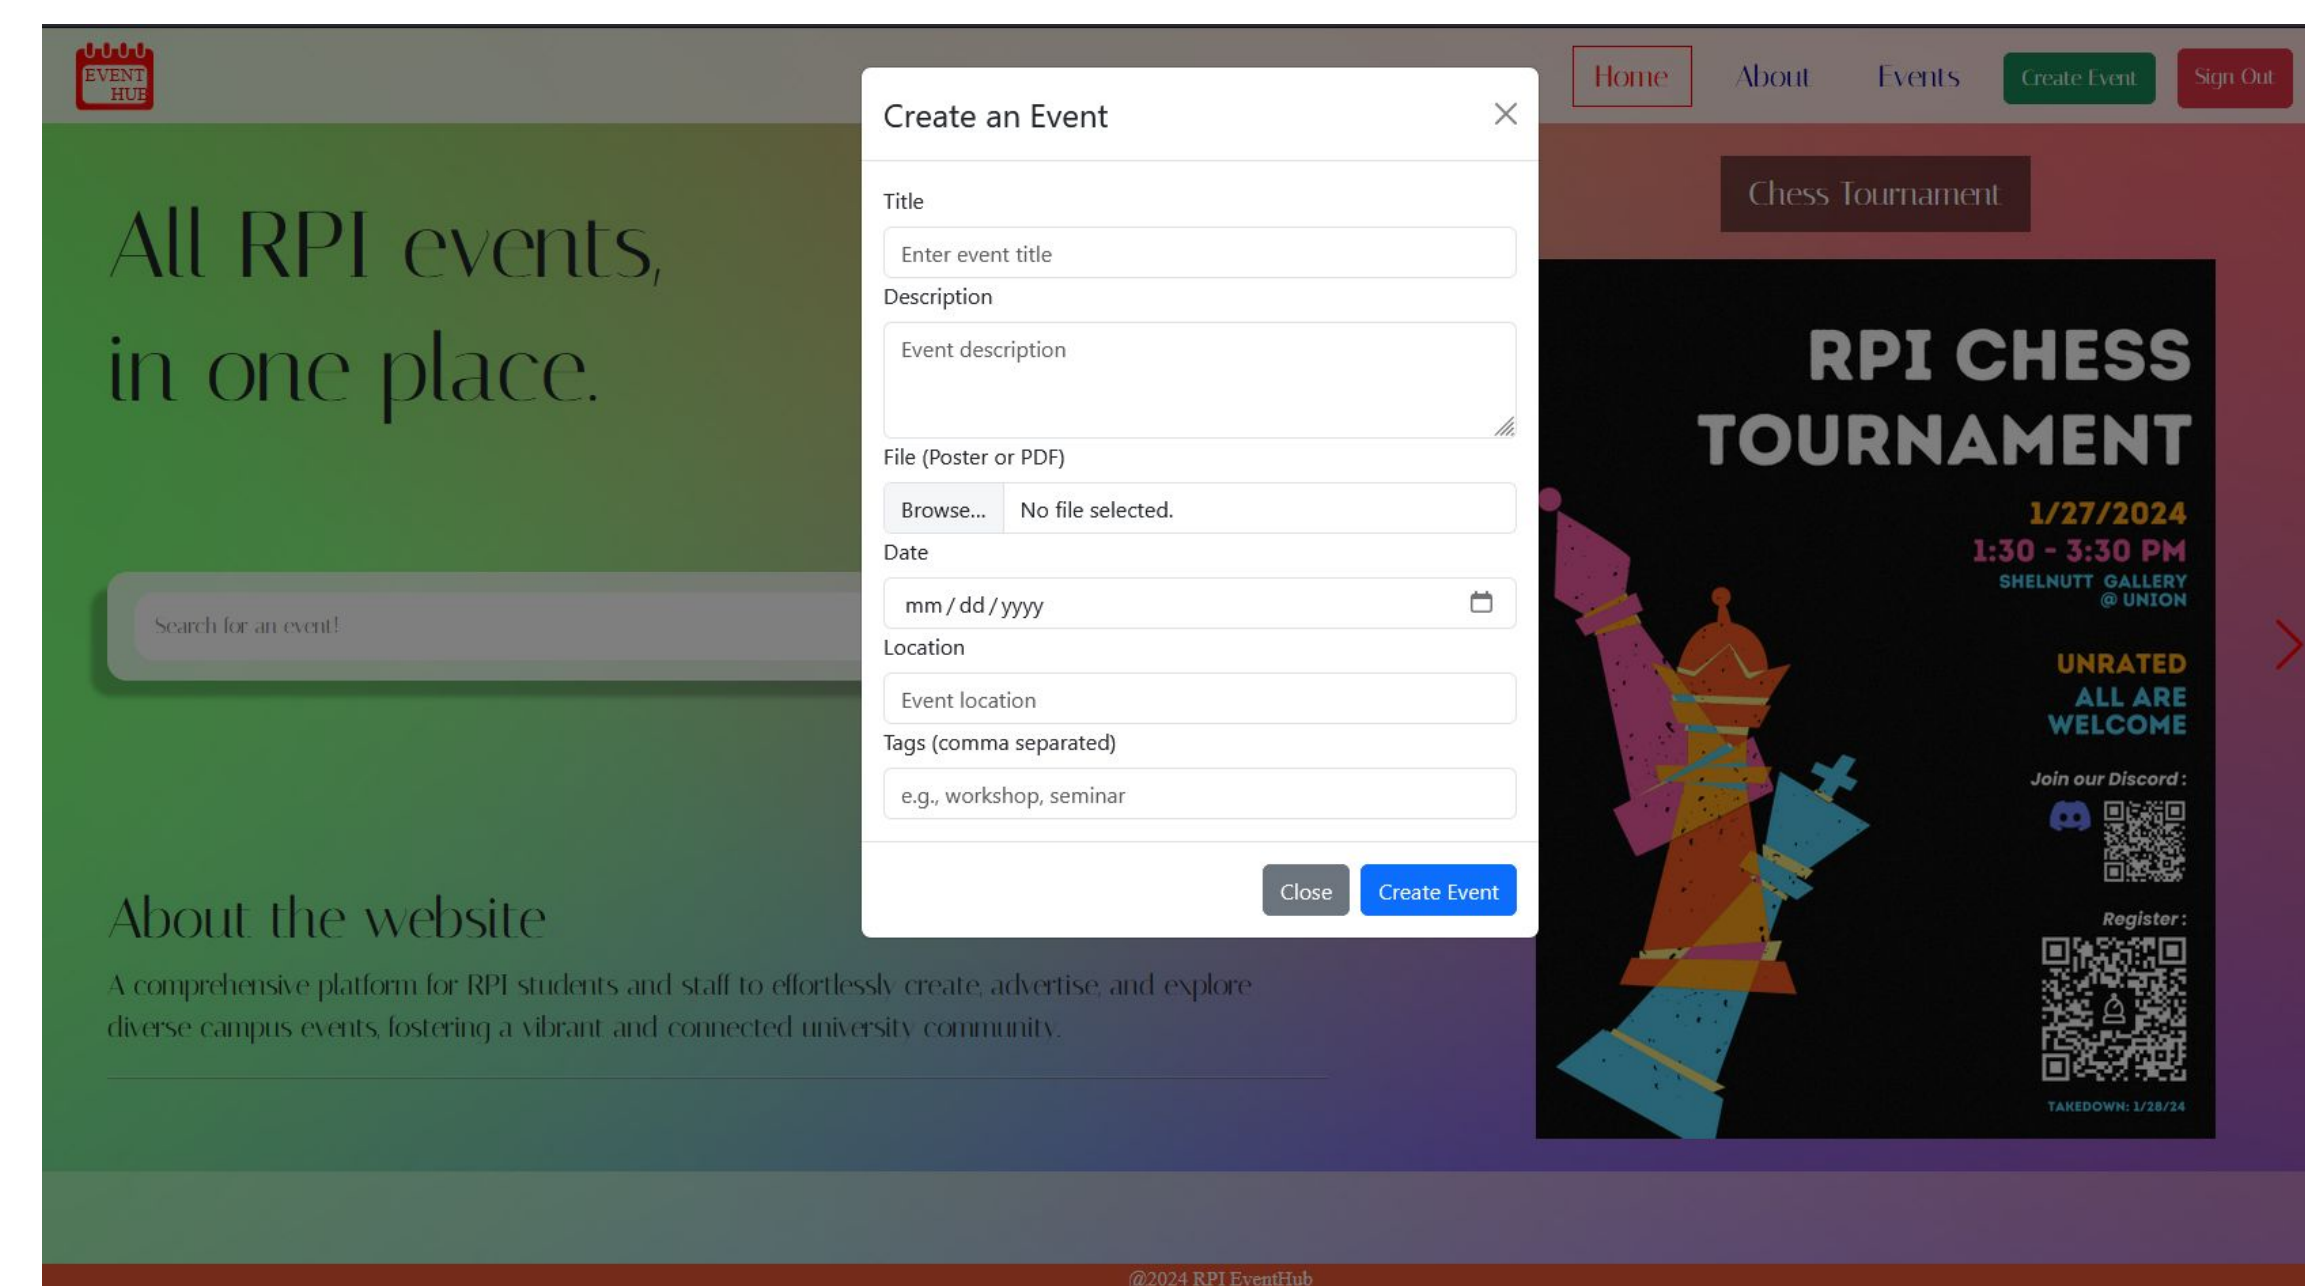 EVENT
HUB
Home
About
Events
Create Event
Sign Out
All RPI events,
in one place.
Search for an event!
About the website
A comprehensive platform for RPI students and staff to effortlessly create, advertise, and explore
diverse campus events, fostering a vibrant and connected university community.
Create an Event
Title
Enter event title
Description
Event description
File (Poster or PDF)
Browse... No file selected.
Date
mm / dd / yyyy
Location
Event location
Tags (comma separated)
e.g., workshop, seminar
Close
Create Event
Chess Tournament
RPI CHESS
TOURNAMENT
1/27/2024
1:30 - 3:30 PM
SHELNUTT GALLERY
@ UNION
UNRATED
ALL ARE
WELCOME
Join our Discord :
Register :
TAKEDOWN: 1/28/24
@2024 RPI EventHub